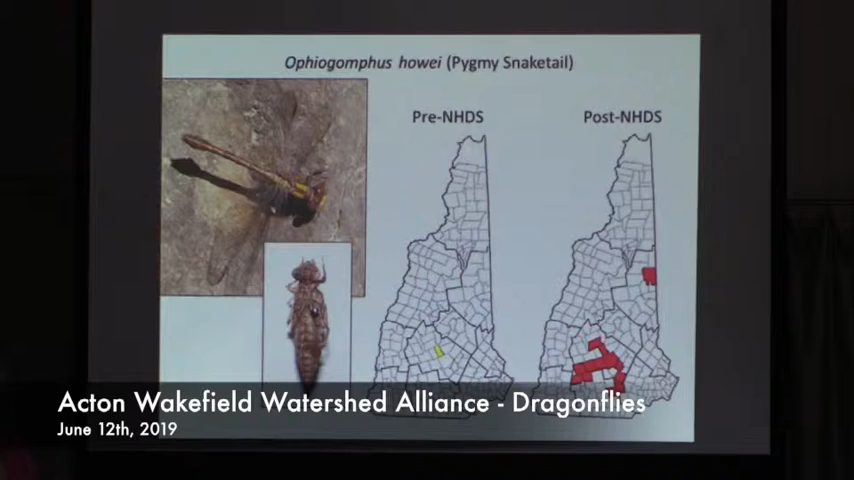 Ophiogomphus howei (Pygmy Snaketail)
Pre-NHDS
Post-NHDS
Acton Wakefield Watershed Alliance - Dragonflies
June 12th, 2019